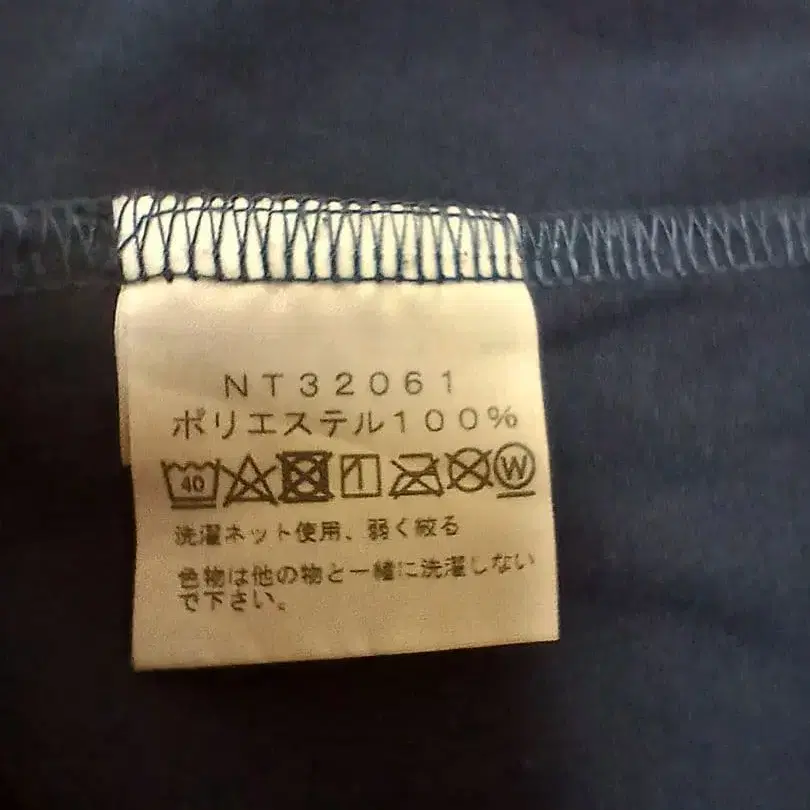 NT32061
ポリエステル100%
40 W
洗濯ネット使用、弱く絞る
色物は他の物と一緒に洗濯しない
で下さい。